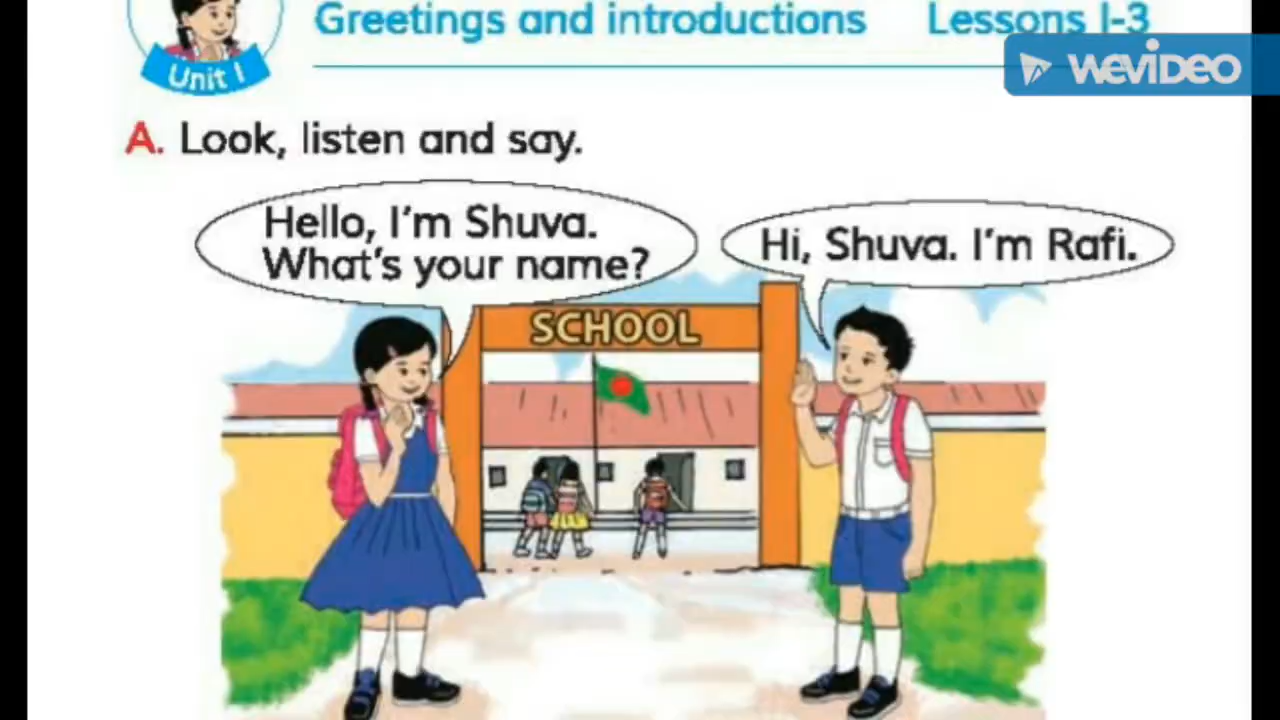 Greetings and introductions Lessons 1-3
Unit 1
WEVIDEO
A. Look, listen and say.
Hello, I'm Shuva.
What's your name?
Hi, Shuva. I'm Rafi.
SCHOOL